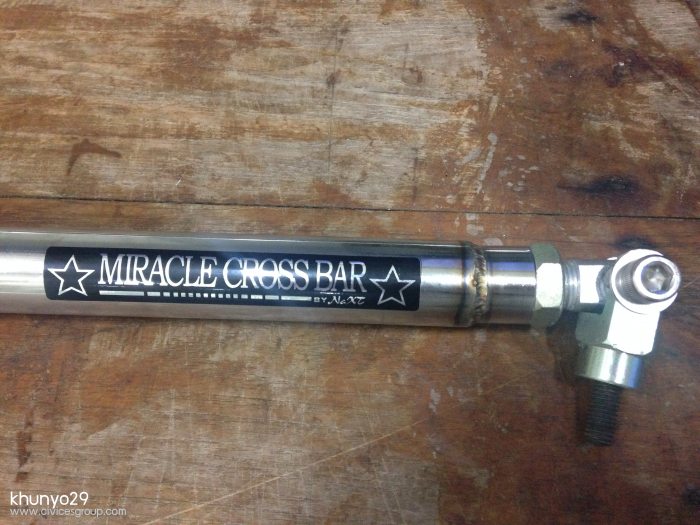 MIRACLE CROSS BAR
BY NEXT
khunyo29
www.civicesgroup.com